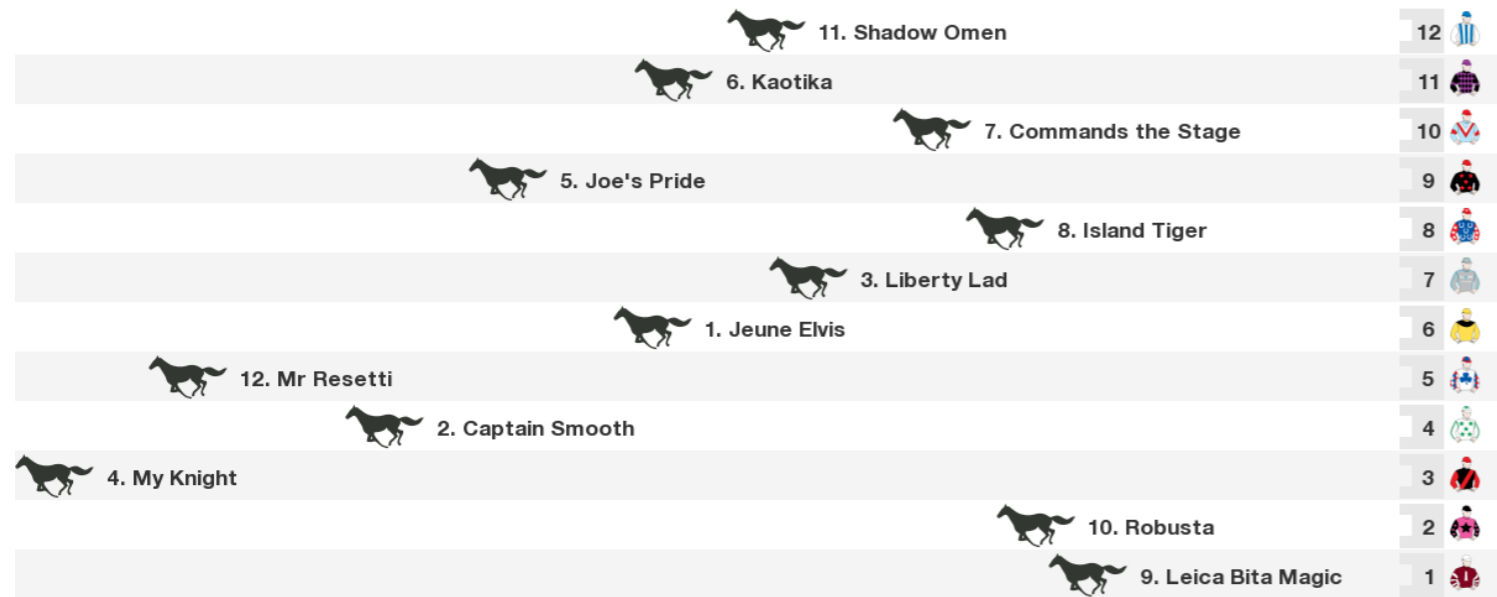 11. Shadow Omen 12
6. Kaotika 11
7. Commands the Stage 10
5. Joe's Pride 9
8. Island Tiger 8
3. Liberty Lad 7
1. Jeune Elvis 6
12. Mr Resetti 5
2. Captain Smooth 4
4. My Knight 3
10. Robusta 2
9. Leica Bita Magic 1